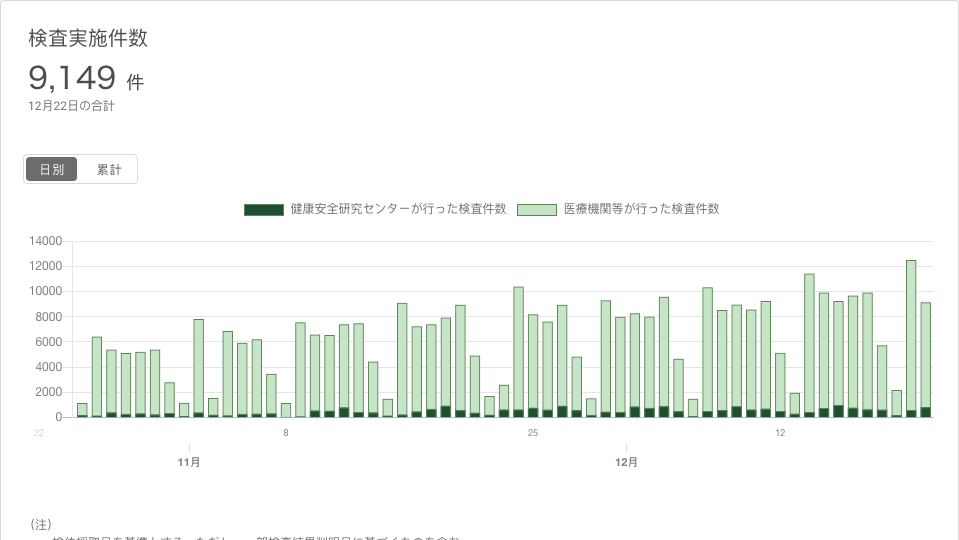 検査実施件数
9,149 件
12月22日の合計
日別 累計
健康安全研究センターが行った検査件数 医療機関等が行った検査件数
14000
12000
10000
8000
6000
4000
2000
0
22 8 25 12
11月 12月
(注)